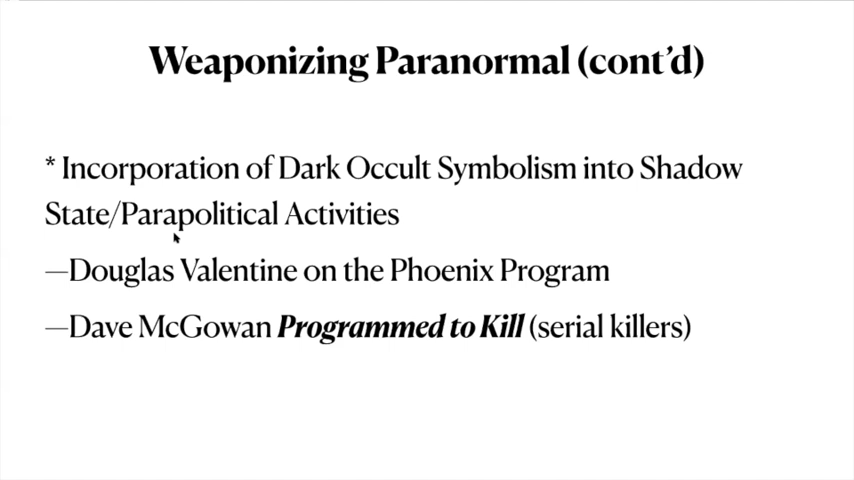 Weaponizing Paranormal (cont’d)
* Incorporation of Dark Occult Symbolism into Shadow
State/Parapolitical Activities
—Douglas Valentine on the Phoenix Program
—Dave McGowan Programmed to Kill (serial killers)